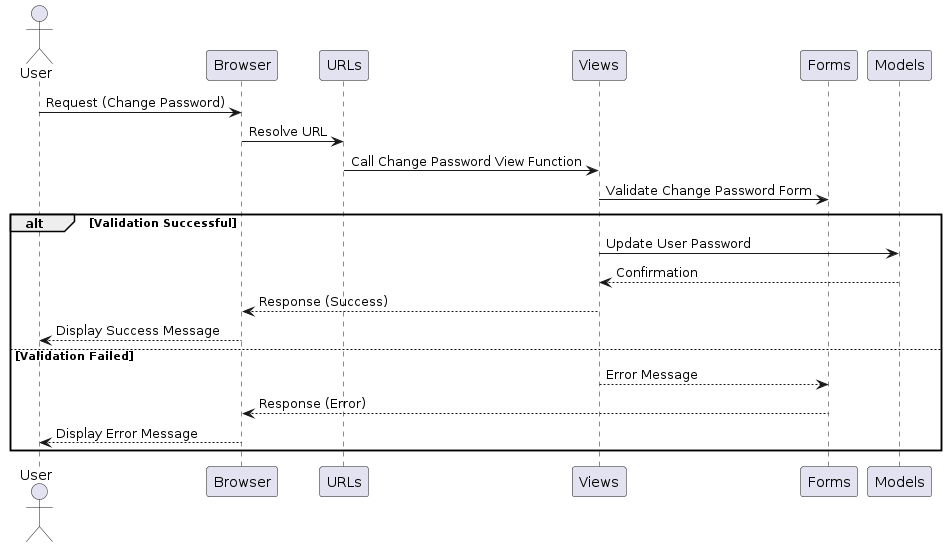 User
Browser
URLs
Views
Forms
Models
Request (Change Password)
Resolve URL
Call Change Password View Function
Validate Change Password Form
alt [Validation Successful]
Update User Password
Confirmation
Response (Success)
Display Success Message
[Validation Failed]
Error Message
Response (Error)
Display Error Message
User
Browser
URLs
Views
Forms
Models